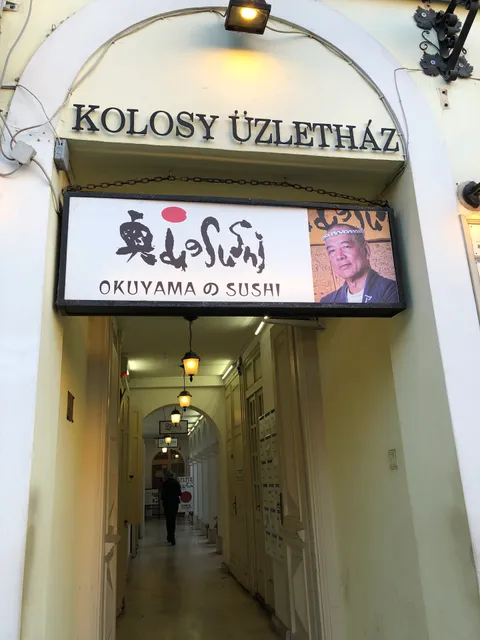 KOLOSY ÜZLETHÁZ
奥山のSushi
OKUYAMA の SUSHI